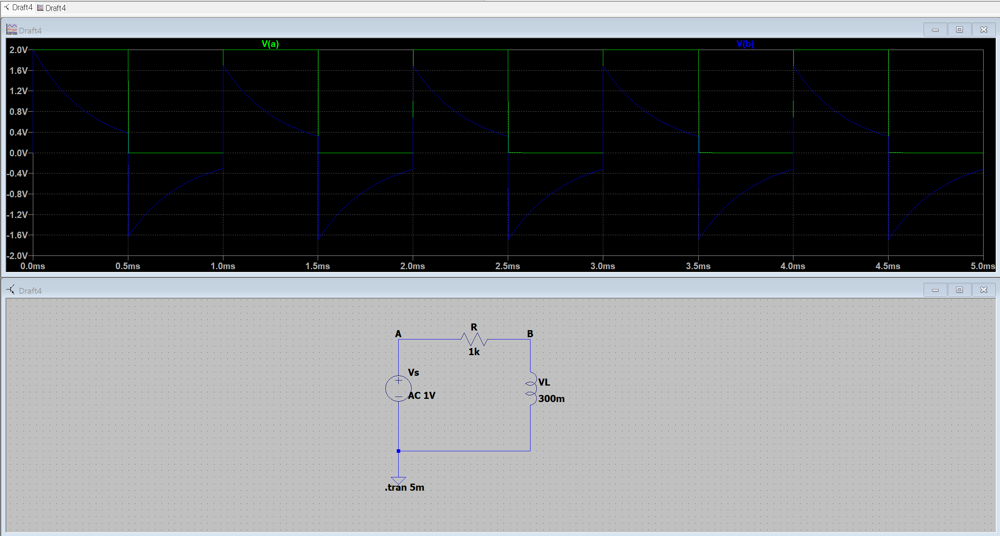 Draft4 Draft4
Draft4
V(a) V(b)
2.0V
1.6V
1.2V
0.8V
0.4V
0.0V
-0.4V
-0.8V
-1.2V
-1.6V
-2.0V
0.0ms 0.5ms 1.0ms 1.5ms 2.0ms 2.5ms 3.0ms 3.5ms 4.0ms 4.5ms 5.0ms
Draft4
R
A B
1k
Vs
VL
AC 1V
300m
.tran 5m